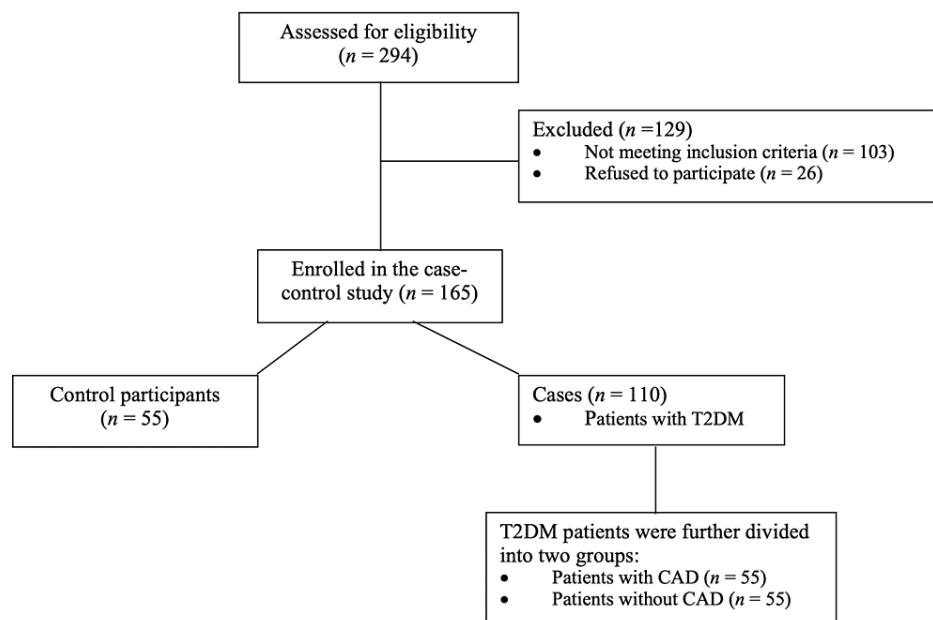 Assessed for eligibility
(n = 294)
Excluded (n =129)
• Not meeting inclusion criteria (n = 103)
• Refused to participate (n = 26)
Enrolled in the case-
control study (n = 165)
Control participants
(n = 55)
Cases (n = 110)
• Patients with T2DM
T2DM patients were further divided
into two groups:
• Patients with CAD (n = 55)
• Patients without CAD (n = 55)